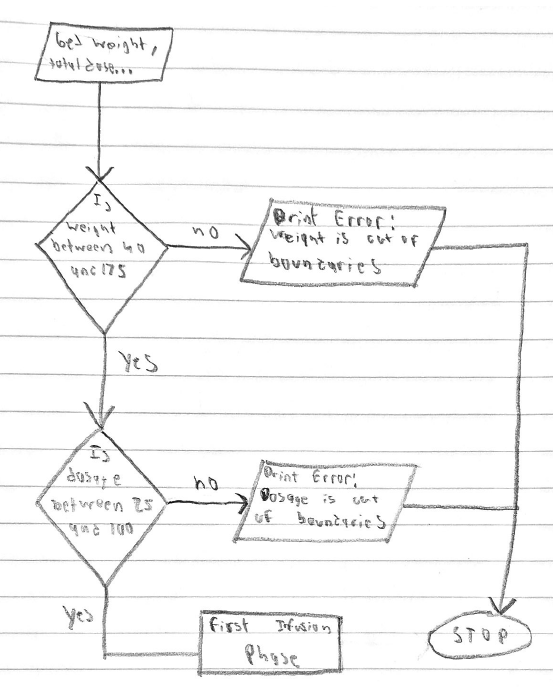 get weight,
total dose...
Is
weight
between 40
and 175
no
Print Error!
Weight is out of
boundaries
yes
Is
dosage
between 25
and 100
no
Print Error!
Dosage is out
of boundaries
yes
First Infusion
Phase
STOP